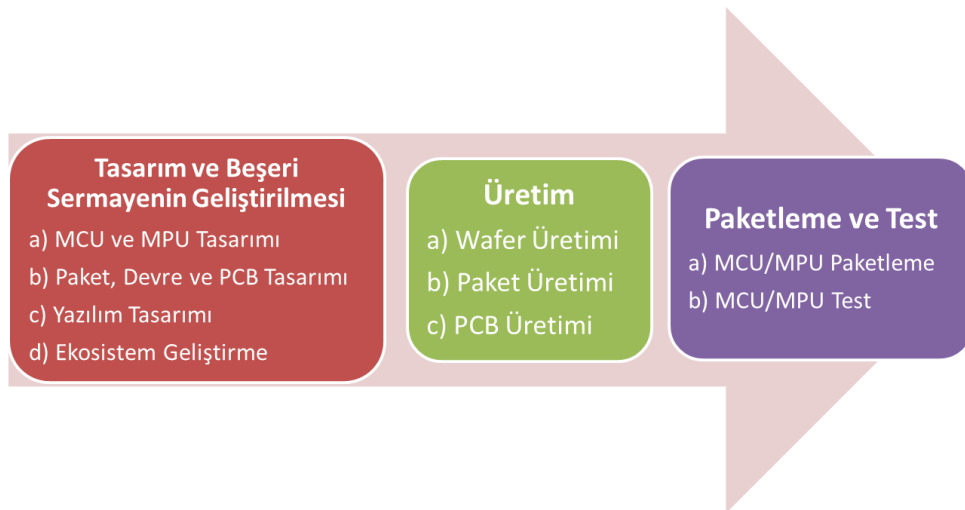 Tasarım ve Beşeri
Sermayenin Geliştirilmesi
a) MCU ve MPU Tasarımı
b) Paket, Devre ve PCB Tasarımı
c) Yazılım Tasarımı
d) Ekosistem Geliştirme
Üretim
a) Wafer Üretimi
b) Paket Üretimi
c) PCB Üretimi
Paketleme ve Test
a) MCU/MPU Paketleme
b) MCU/MPU Test